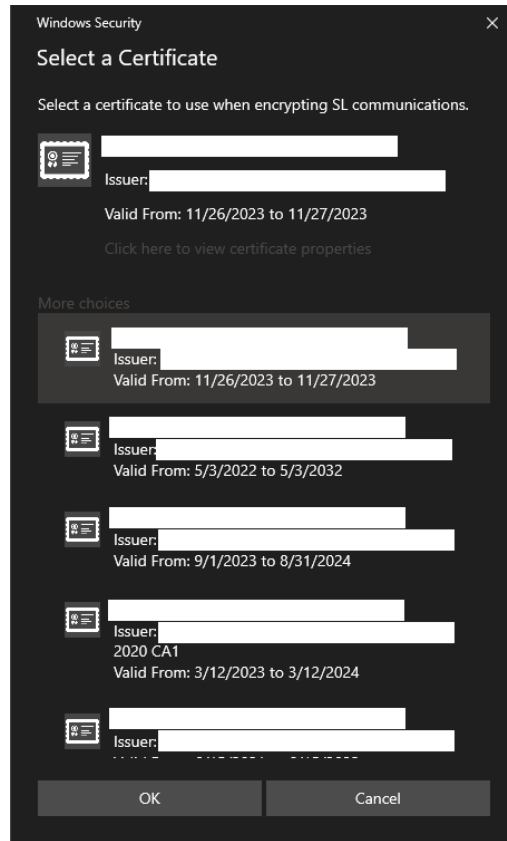 Windows Security
Select a Certificate
Select a certificate to use when encrypting SL communications.
Issuer:
Valid From: 11/26/2023 to 11/27/2023
Click here to view certificate properties
More choices
Issuer:
Valid From: 11/26/2023 to 11/27/2023
Issuer:
Valid From: 5/3/2022 to 5/3/2032
Issuer:
Valid From: 9/1/2023 to 8/31/2024
Issuer:
2020 CA1
Valid From: 3/12/2023 to 3/12/2024
Issuer:
OK
Cancel